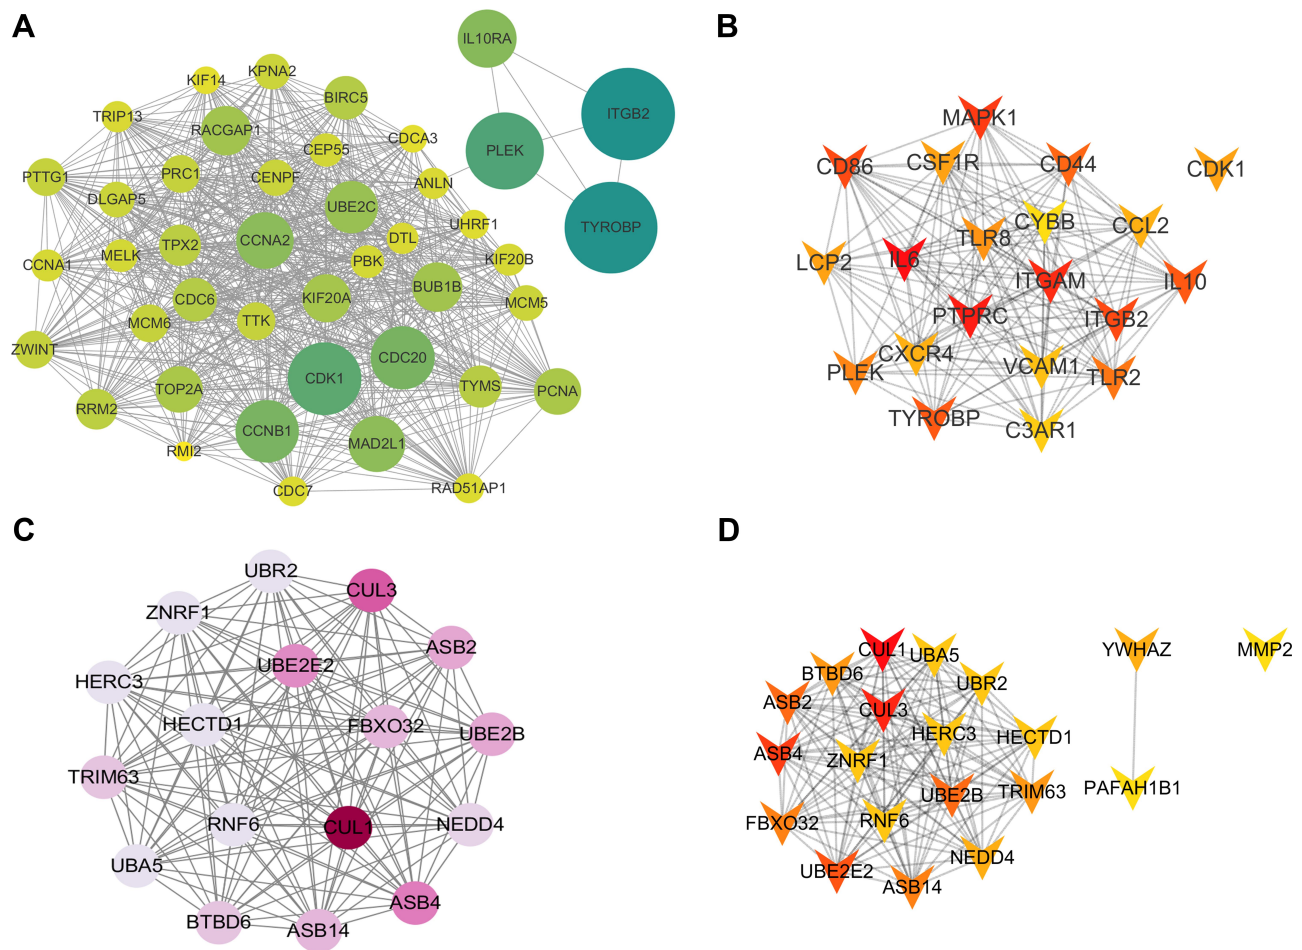 A
IL10RA
KIF14
KPNA2
BIRC5
ITGB2
TRIP13
RACGAP1
CDCA3
CEP55
PLEK
PTTG1
PRC1
CENPF
ANLN
DLGAP5
UBE2C
UHRF1
TYROBP
CCNA2
DTL
TPX2
MELK
CCNA1
PBK
KIF20B
BUB1B
CDC6
KIF20A
MCM5
MCM6
TTK
ZWINT
CDC20
CDK1
TOP2A
TYMS
PCNA
RRM2
CCNB1
MAD2L1
RMI2
CDC7
RAD51AP1
B
MAPK1
CD86
CSF1R
CD44
CDK1
CYBB
CCL2
TLR8
LCP2
IL6
ITGAM
IL10
PTPRC
ITGB2
CXCR4
VCAM1
PLEK
TLR2
TYROBP
C3AR1
C
UBR2
CUL3
ZNRF1
ASB2
UBE2E2
HERC3
HECTD1
FBXO32
UBE2B
TRIM63
RNF6
CUL1
NEDD4
UBA5
ASB4
BTBD6
ASB14
D
CUL1
UBA5
YWHAZ
MMP2
BTBD6
UBR2
ASB2
CUL3
HERC3
HECTD1
ASB4
ZNRF1
UBE2B
TRIM63
PAFAH1B1
FBXO32
RNF6
NEDD4
UBE2E2
ASB14